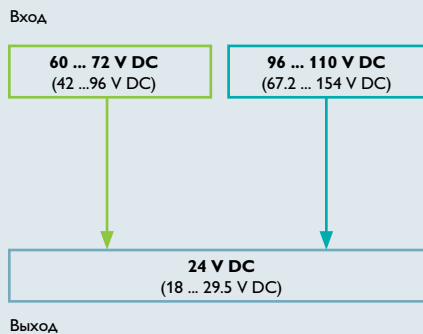 Вход
60 ... 72 V DC
(42 ...96 V DC)
96 ... 110 V DC
(67.2 ... 154 V DC)
24 V DC
(18 ... 29.5 V DC)
Выход